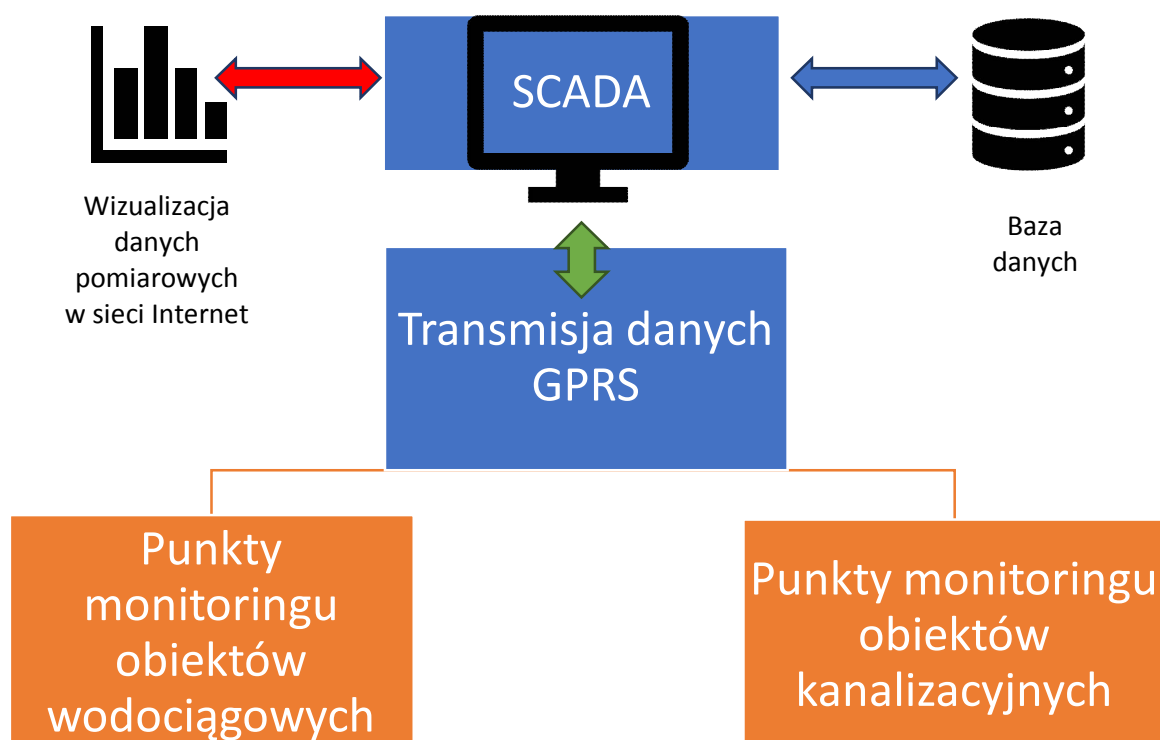 SCADA
Wizualizacja
danych
pomiarowych
w sieci Internet
Baza
danych
Transmisja danych
GPRS
Punkty
monitoringu
obiektów
wodociągowych
Punkty monitoringu
obiektów
kanalizacyjnych